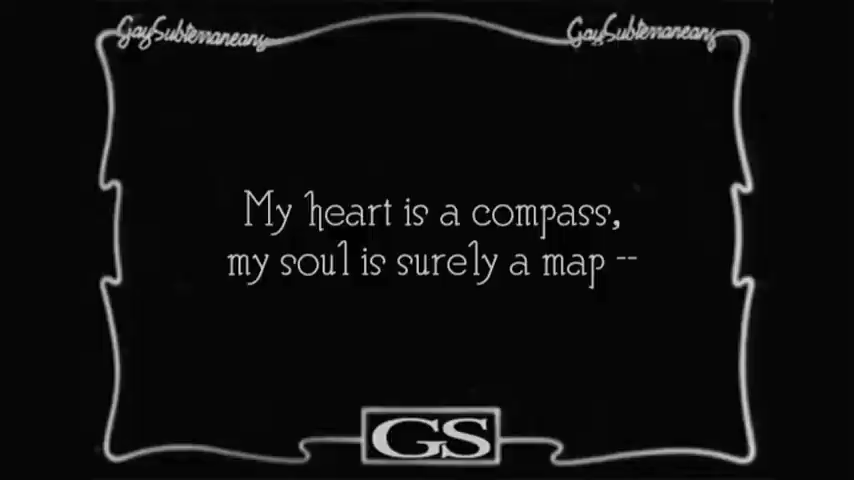 GaySubterraneans GaySubterraneans
My heart is a compass,
my soul is surely a map --
GS